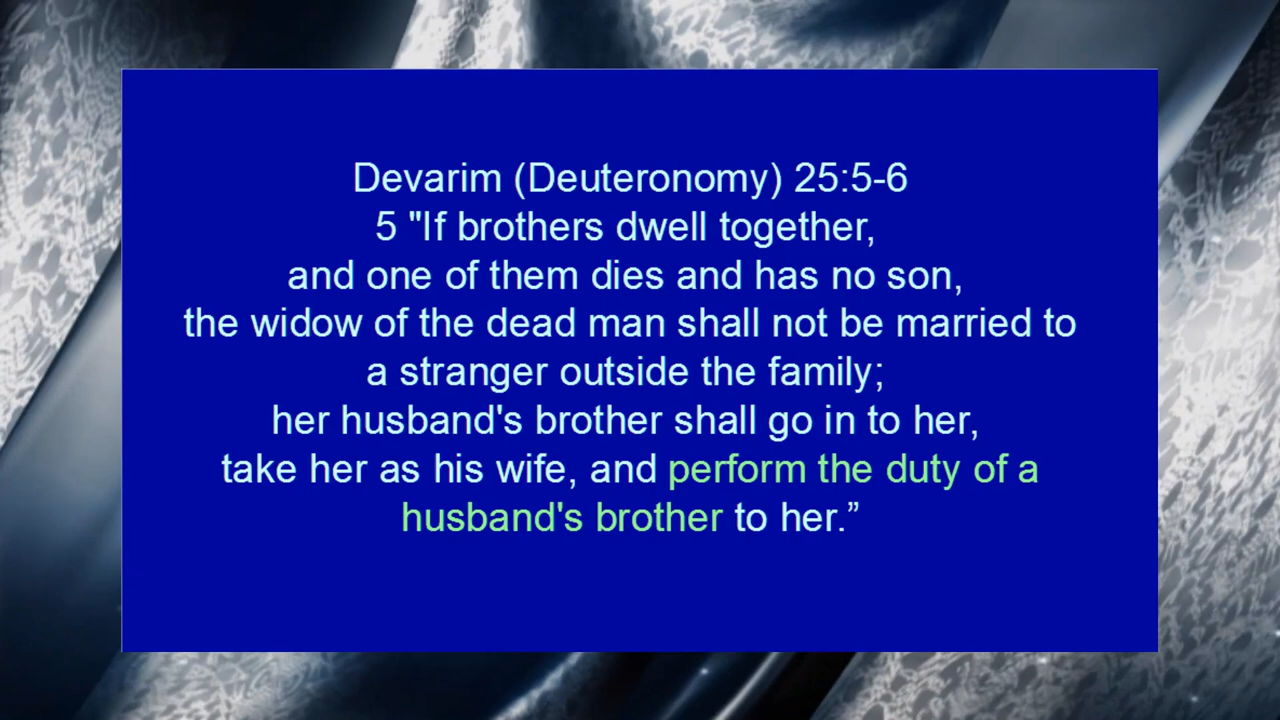 Devarim (Deuteronomy) 25:5-6
5 "If brothers dwell together,
and one of them dies and has no son,
the widow of the dead man shall not be married to
a stranger outside the family;
her husband's brother shall go in to her,
take her as his wife, and perform the duty of a
husband's brother to her.”